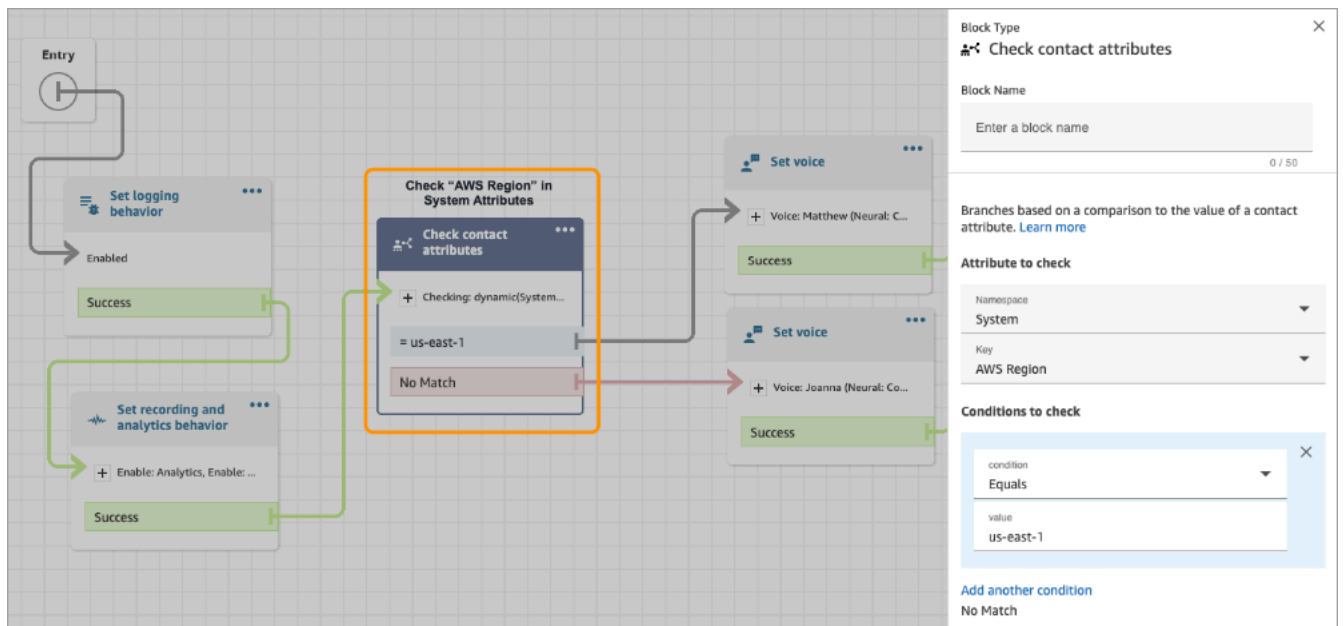 Entry
Set logging
behavior
Enabled
Success
Set recording and
analytics behavior
Enable: Analytics, Enable: ...
Success
Check “AWS Region” in
System Attributes
Check contact
attributes
Checking: dynamic(System...
= us-east-1
No Match
Set voice
Voice: Matthew (Neural: C...
Success
Set voice
Voice: Joanna (Neural: Co...
Success
Block Type
Check contact attributes
Block Name
Enter a block name
0 / 50
Branches based on a comparison to the value of a contact
attribute. Learn more
Attribute to check
Namespace
System
Key
AWS Region
Conditions to check
condition
Equals
value
us-east-1
Add another condition
No Match